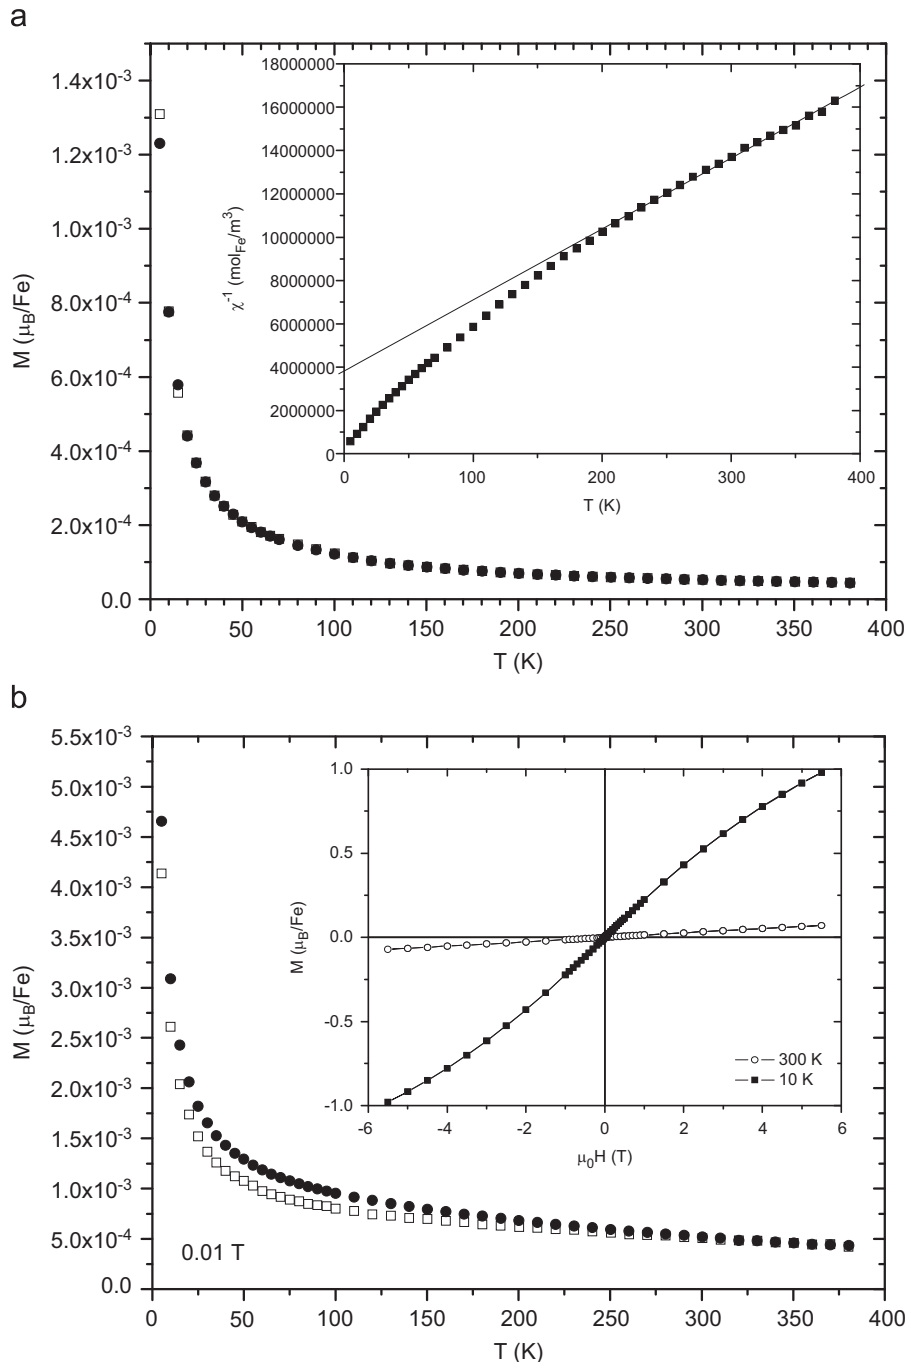 a
1.4x10⁻³
1.2x10⁻³
1.0x10⁻³
8.0x10⁻⁴
6.0x10⁻⁴
4.0x10⁻⁴
2.0x10⁻⁴
0.0
M (μ_B/Fe)
0 50 100 150 200 250 300 350 400
T (K)
18000000
16000000
14000000
12000000
10000000
8000000
6000000
4000000
2000000
0
χ⁻¹ (mol_Fe/m³)
0 100 200 300 400
T (K)
b
5.5x10⁻³
5.0x10⁻³
4.5x10⁻³
4.0x10⁻³
3.5x10⁻³
3.0x10⁻³
2.5x10⁻³
2.0x10⁻³
1.5x10⁻³
1.0x10⁻³
5.0x10⁻⁴
0.0
M (μ_B/Fe)
0.01 T
0 50 100 150 200 250 300 350 400
T (K)
1.0
0.5
0.0
-0.5
-1.0
M (μ_B/Fe)
300 K
10 K
-6 -4 -2 0 2 4 6
μ₀H (T)